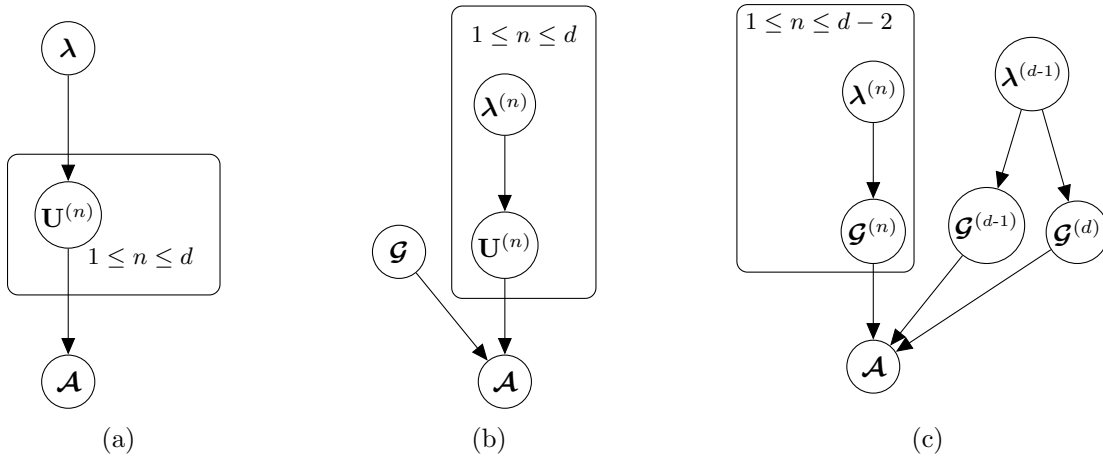 λ
U⁽ⁿ⁾
1 ≤ n ≤ d
𝓐
(a)
1 ≤ n ≤ d
λ⁽ⁿ⁾
U⁽ⁿ⁾
𝓖
𝓐
(b)
1 ≤ n ≤ d − 2
λ⁽ⁿ⁾
λ⁽ᵈ⁻¹⁾
𝓖⁽ⁿ⁾
𝓖⁽ᵈ⁻¹⁾
𝓖⁽ᵈ⁾
𝓐
(c)